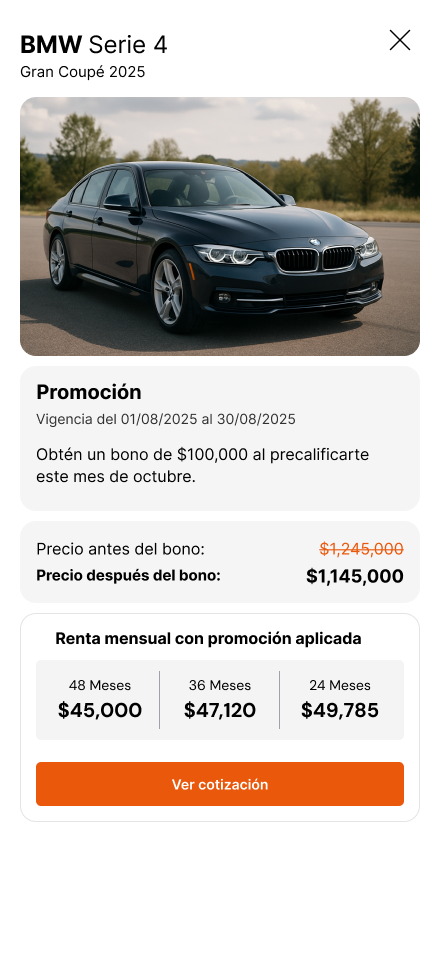 BMW Serie 4
Gran Coupé 2025
Promoción
Vigencia del 01/08/2025 al 30/08/2025
Obtén un bono de $100,000 al precalificarte
este mes de octubre.
Precio antes del bono: $1,245,000
Precio después del bono: $1,145,000
Renta mensual con promoción aplicada
48 Meses 36 Meses 24 Meses
$45,000 $47,120 $49,785
Ver cotización